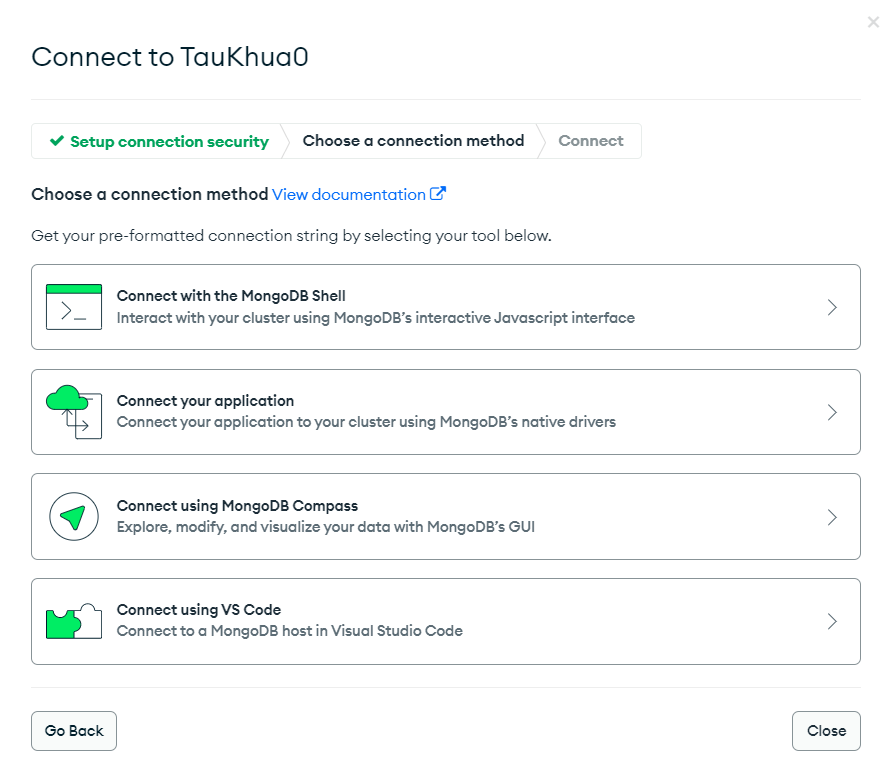 Connect to TauKhua0
Setup connection security
Choose a connection method
Connect
Choose a connection method View documentation
Get your pre-formatted connection string by selecting your tool below.
Connect with the MongoDB Shell
Interact with your cluster using MongoDB’s interactive Javascript interface
Connect your application
Connect your application to your cluster using MongoDB’s native drivers
Connect using MongoDB Compass
Explore, modify, and visualize your data with MongoDB’s GUI
Connect using VS Code
Connect to a MongoDB host in Visual Studio Code
Go Back
Close